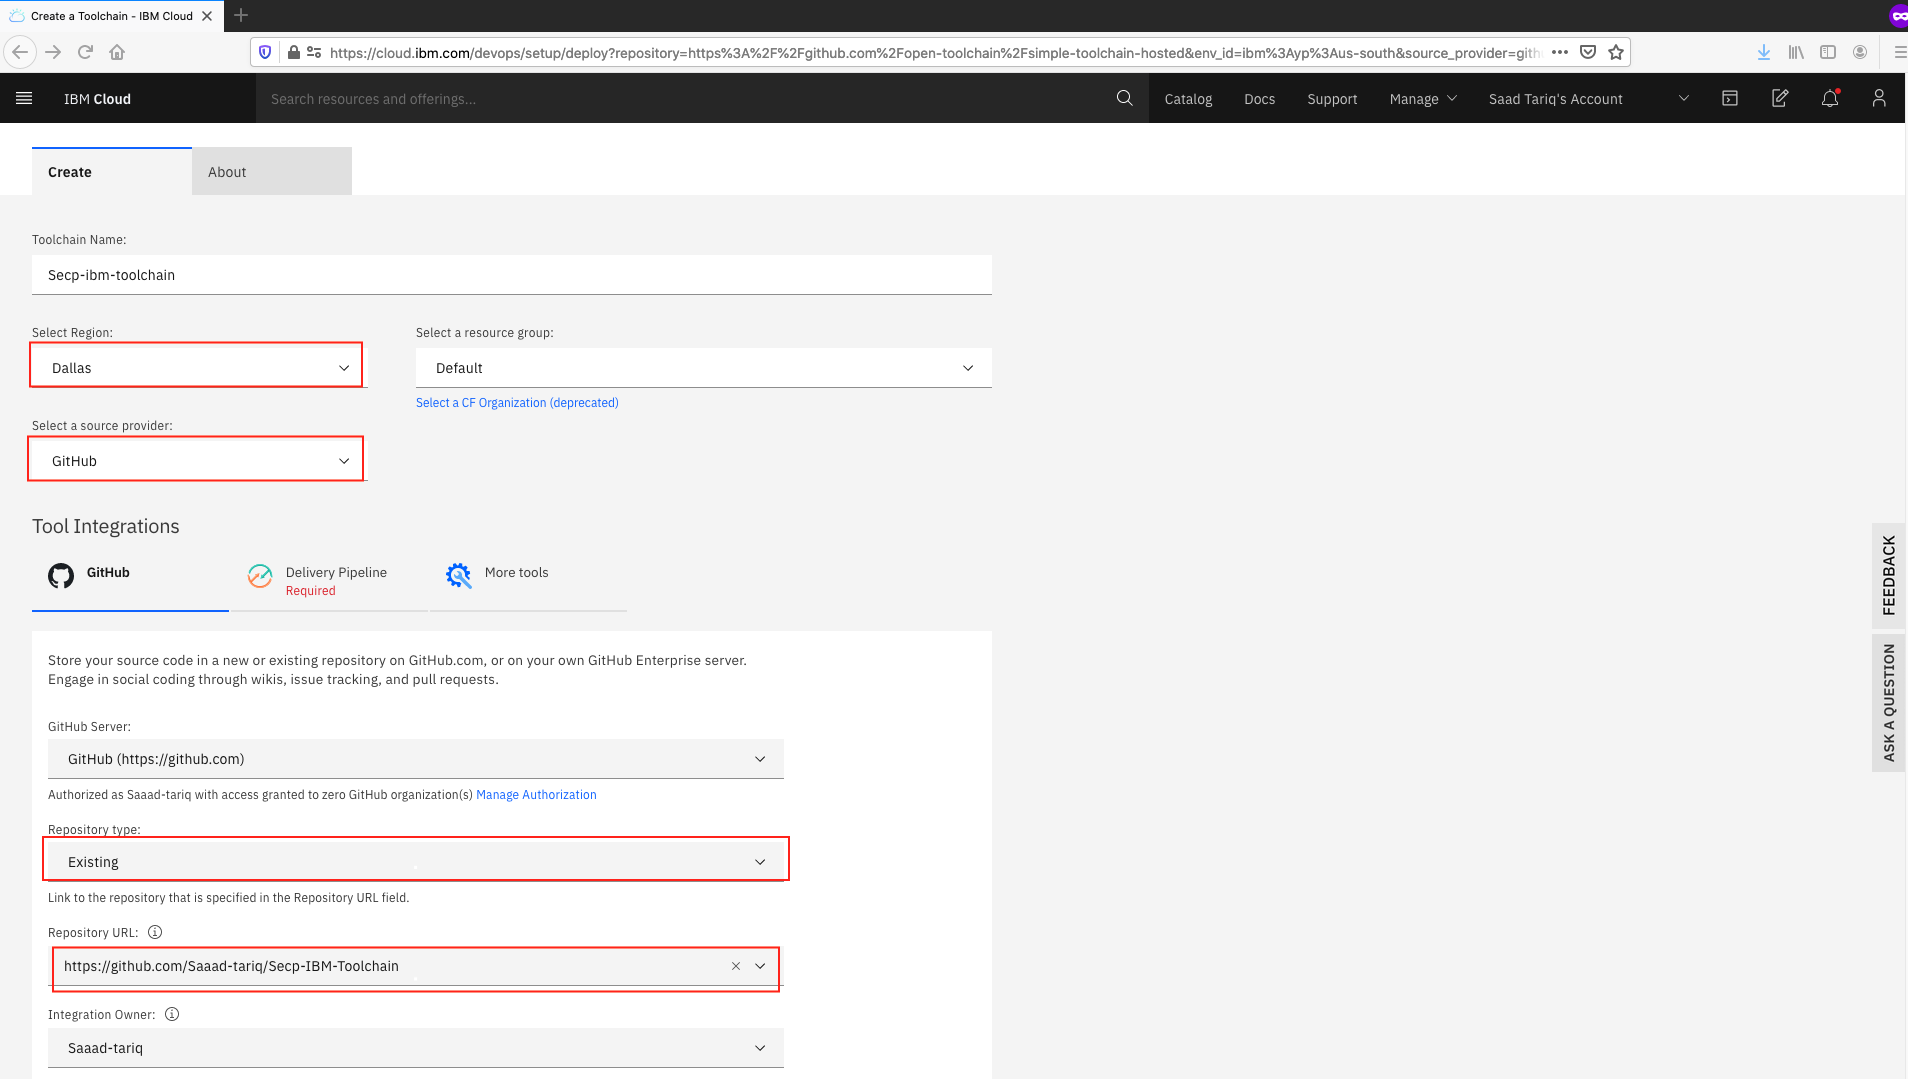 Create a Toolchain - IBM Cloud
https://cloud.ibm.com/devops/setup/deploy?repository=https%3A%2F%2Fgithub.com%2Fopen-toolchain%2Fsimple-toolchain-hosted&env_id=ibm%3Ayp%3Aus-south&source_provider=gith
IBM Cloud
Search resources and offerings...
Catalog
Docs
Support
Manage
Saad Tariq's Account
Create
About
Toolchain Name:
Secp-ibm-toolchain
Select Region:
Select a resource group:
Dallas
Default
Select a CF Organization (deprecated)
Select a source provider:
GitHub
Tool Integrations
GitHub
Delivery Pipeline
Required
More tools
Store your source code in a new or existing repository on GitHub.com, or on your own GitHub Enterprise server.
Engage in social coding through wikis, issue tracking, and pull requests.
GitHub Server:
GitHub (https://github.com)
Authorized as Saaad-tariq with access granted to zero GitHub organization(s) Manage Authorization
Repository type:
Existing
Link to the repository that is specified in the Repository URL field.
Repository URL:
https://github.com/Saaad-tariq/Secp-IBM-Toolchain
Integration Owner:
Saaad-tariq
FEEDBACK
ASK A QUESTION